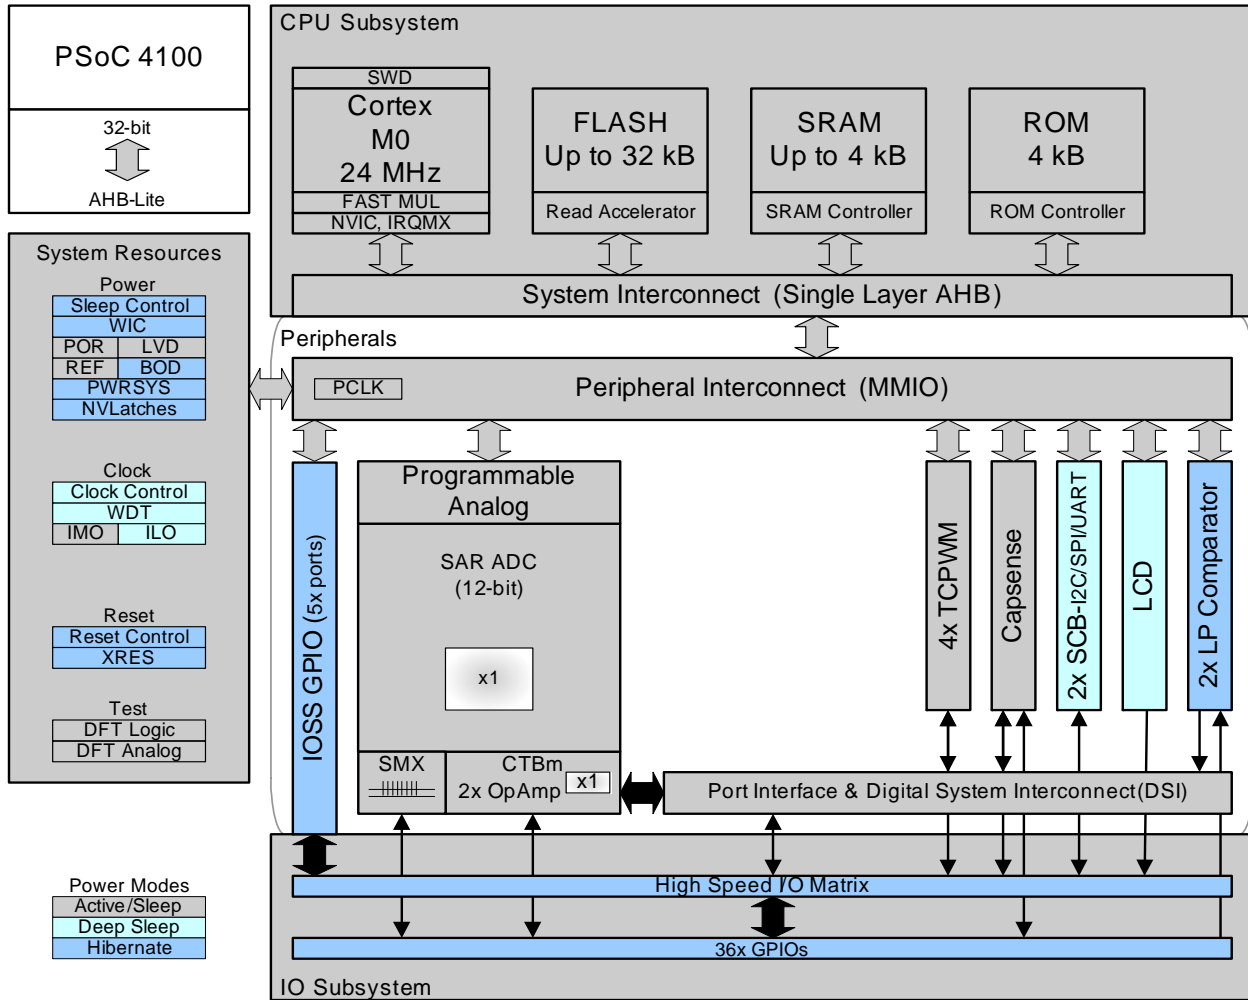 PSoC 4100
32-bit
AHB-Lite
CPU Subsystem
SWD
Cortex
M0
24 MHz
FAST MUL
NVIC, IRQMX
FLASH
Up to 32 kB
Read Accelerator
SRAM
Up to 4 kB
SRAM Controller
ROM
4 kB
ROM Controller
System Interconnect (Single Layer AHB)
System Resources
Power
Sleep Control
WIC
POR LVD
REF BOD
PWRSYS
NVLatches
Clock
Clock Control
WDT
IMO ILO
Reset
Reset Control
XRES
Test
DFT Logic
DFT Analog
Peripherals
PCLK
Peripheral Interconnect (MMIO)
IOSS GPIO (5x ports)
Programmable
Analog
SAR ADC
(12-bit)
x1
SMX
CTBm
2x OpAmp
x1
4x TCPWM
Capsense
2x SCB-I2C/SPI/UART
LCD
2x LP Comparator
Port Interface & Digital System Interconnect(DSI)
High Speed I/O Matrix
36x GPIOs
IO Subsystem
Power Modes
Active/Sleep
Deep Sleep
Hibernate